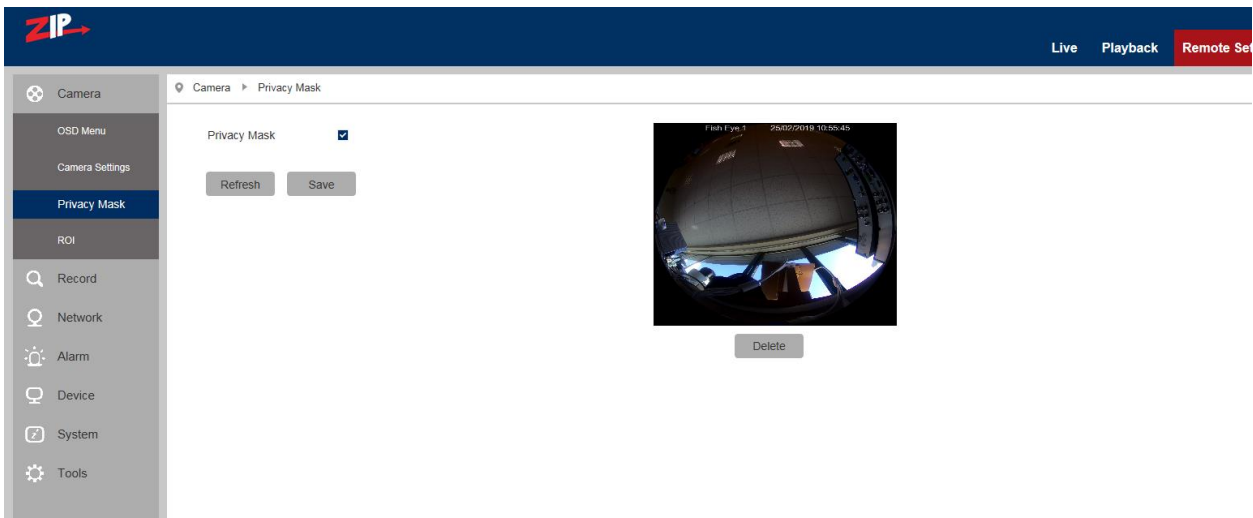 ZIP
Live Playback Remote Set
Camera
Camera Privacy Mask
OSD Menu
Camera Settings
Privacy Mask
ROI
Record
Network
Alarm
Device
System
Tools
Privacy Mask
Refresh Save
Fish Eye 1 25/02/2019 10:55:45
Delete